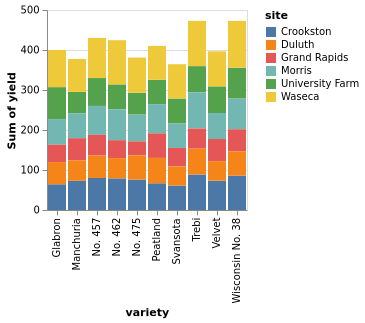 500
400
300
200
100
0
Sum of yield
Glabron
Manchuria
No. 457
No. 462
No. 475
Peatland
Svansota
Trebi
Velvet
Wisconsin No. 38
variety
site
Crookston
Duluth
Grand Rapids
Morris
University Farm
Waseca